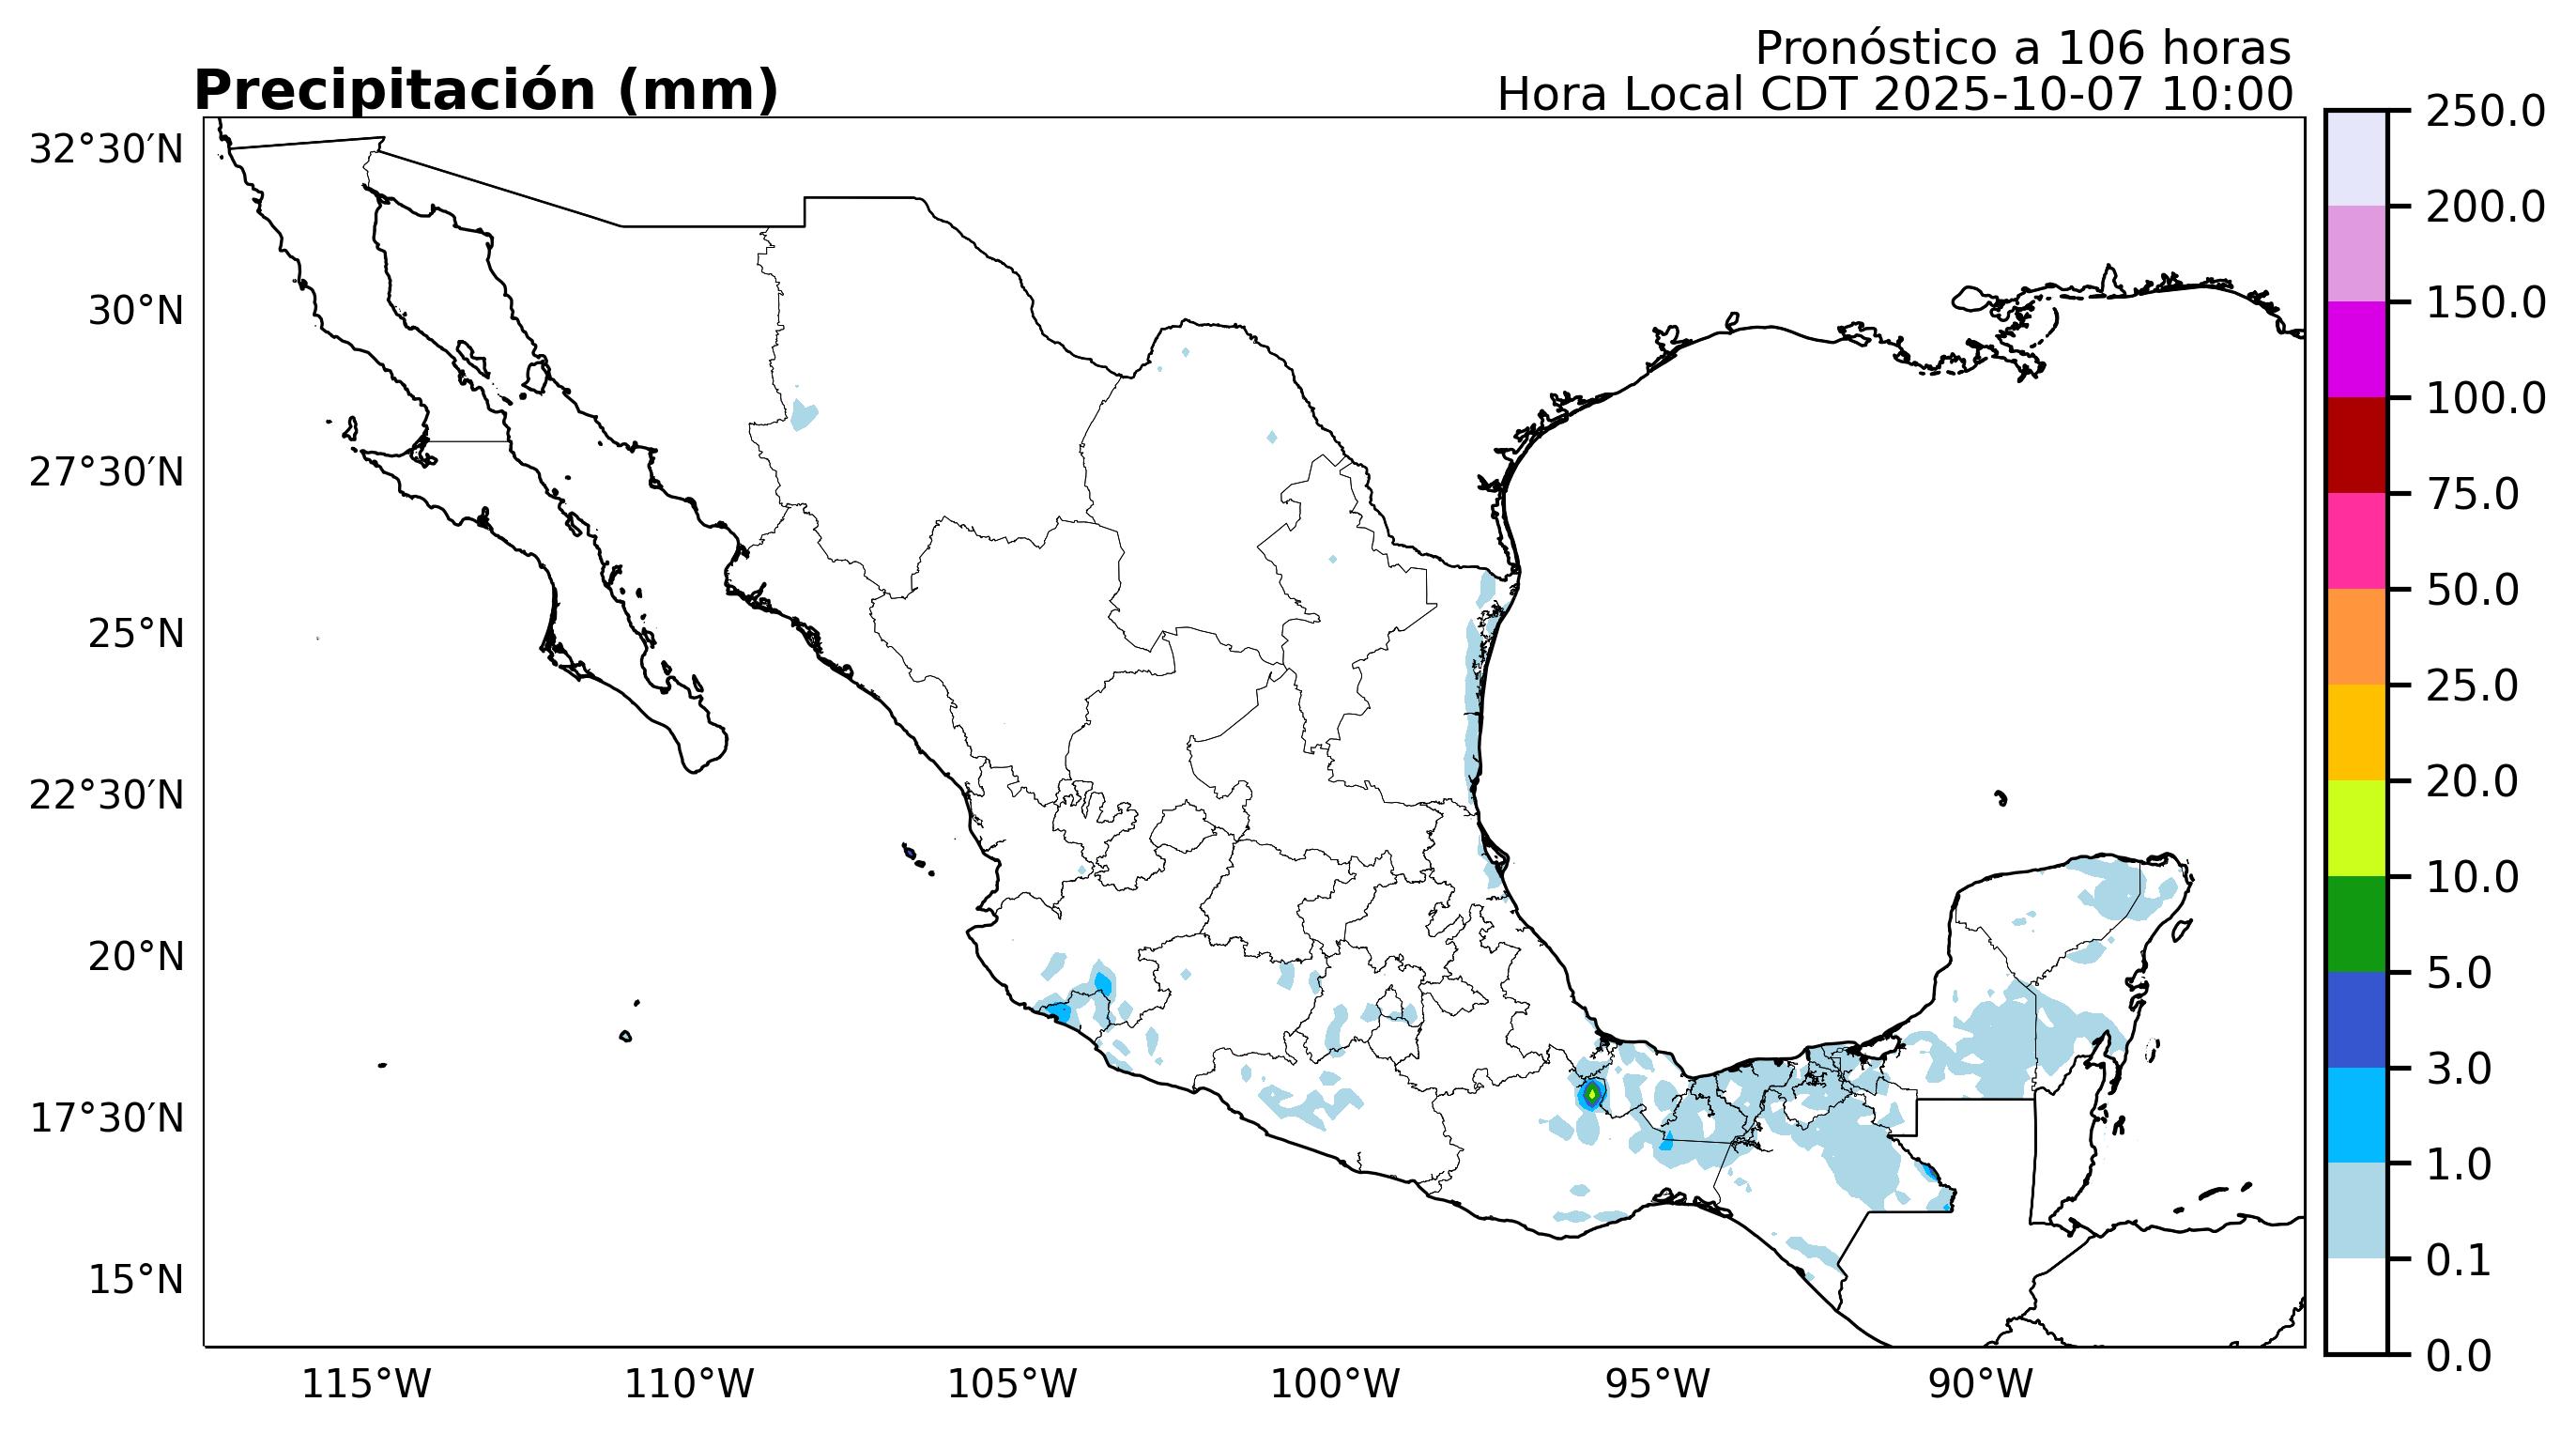 Pronóstico a 106 horas
Precipitación (mm)
Hora Local CDT 2025-10-07 10:00
32°30′N
30°N
27°30′N
25°N
22°30′N
20°N
17°30′N
15°N
115°W
110°W
105°W
100°W
95°W
90°W
250.0
200.0
150.0
100.0
75.0
50.0
25.0
20.0
10.0
5.0
3.0
1.0
0.1
0.0